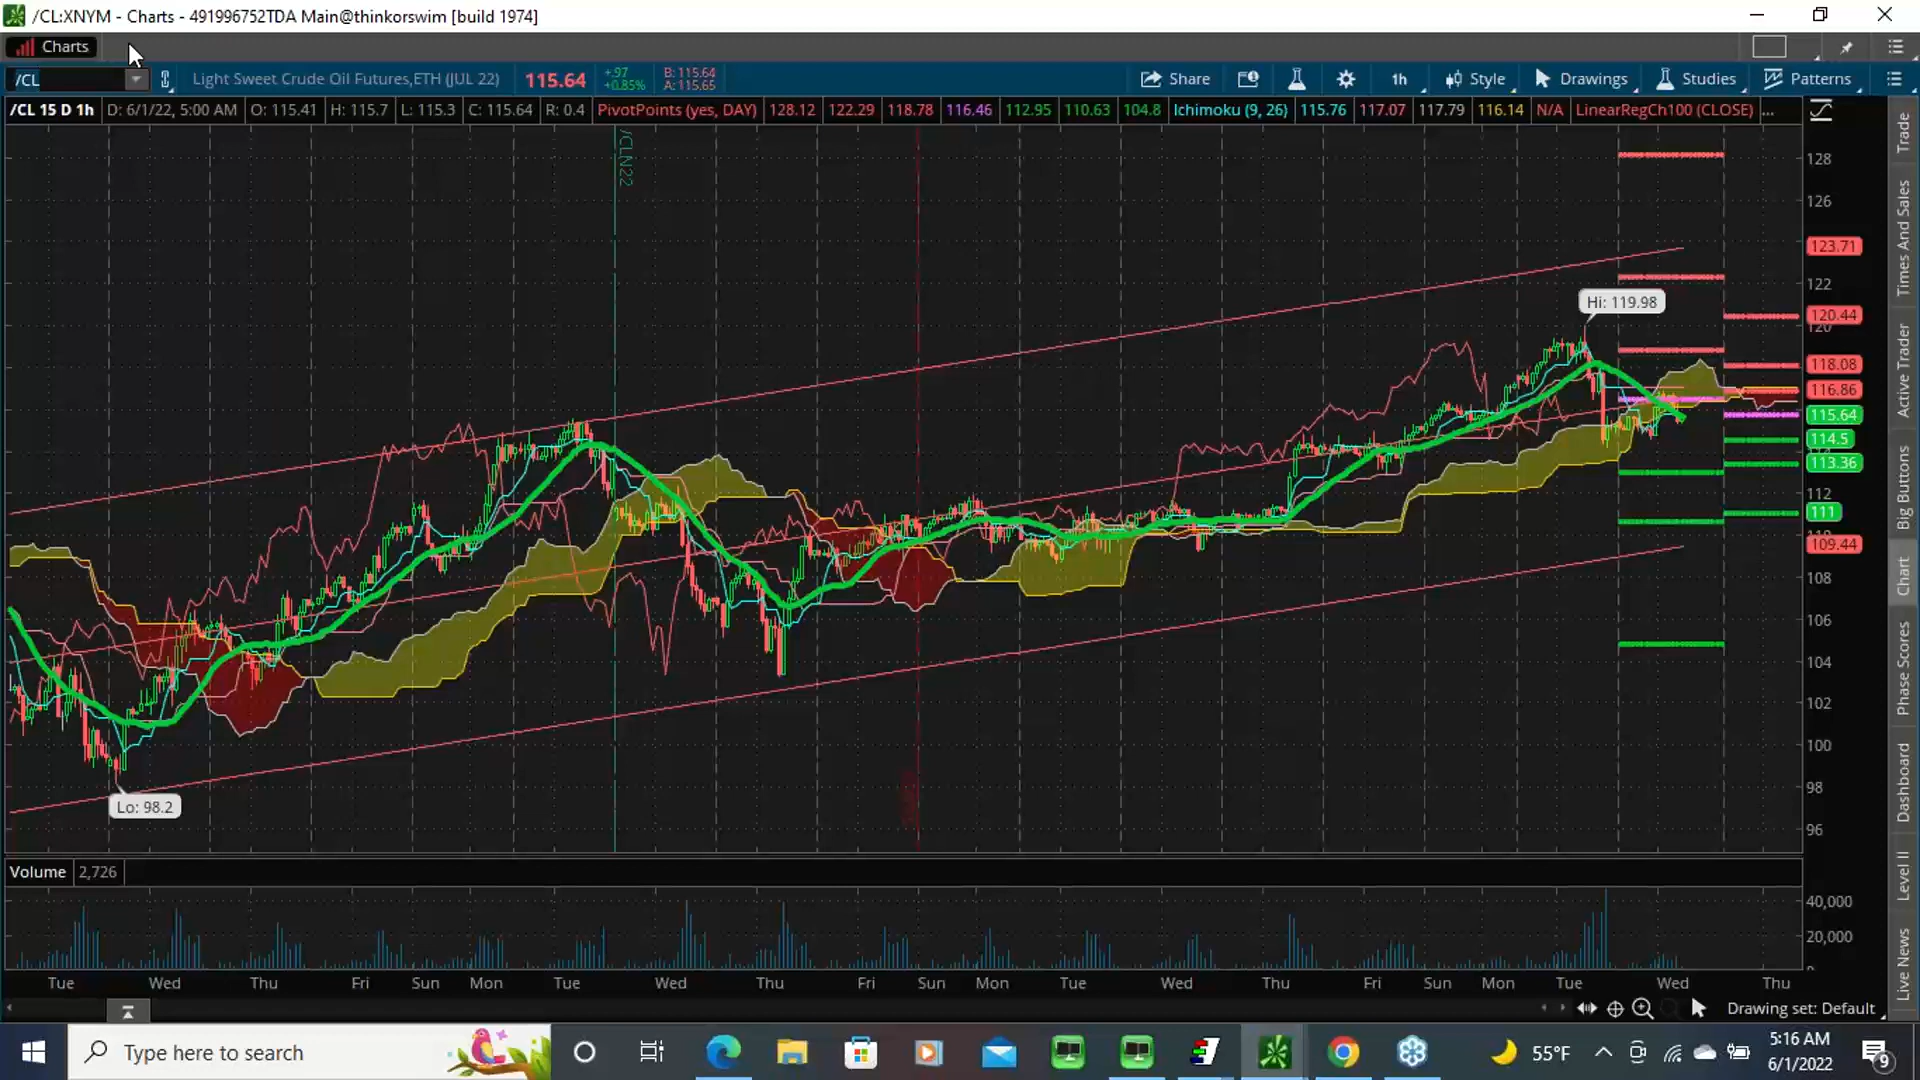 /CL:XNYM - Charts - 491996752TDA Main@thinkorswim [build 1974]
Charts
/CL Light Sweet Crude Oil Futures,ETH (JUL 22) 115.64 +.97 +0.85% B: 115.64 A: 115.65 Share 1h Style Drawings Studies Patterns
/CL 15 D 1h D: 6/1/22, 5:00 AM O: 115.41 H: 115.7 L: 115.3 C: 115.64 R: 0.4 PivotPoints (yes, DAY) 128.12 122.29 118.78 116.46 112.95 110.63 104.8 Ichimoku (9, 26) 115.76 117.07 117.79 116.14 N/A LinearRegCh100 (CLOSE) ...
/CLN22
Hi: 119.98
Lo: 98.2
128
126
123.71
122
120.44
120
118.08
116.86
115.64
114.5
113.36
112
111
109.44
108
106
104
102
100
98
96
Trade
Times And Sales
Active Trader
Big Buttons
Chart
Phase Scores
Dashboard
Level II
Live News
Volume 2,726
40,000
20,000
Tue Wed Thu Fri Sun Mon Tue Wed Thu Fri Sun Mon Tue Wed Thu Fri Sun Mon Tue Wed Thu
Drawing set: Default
Type here to search
55°F
5:16 AM
6/1/2022
9